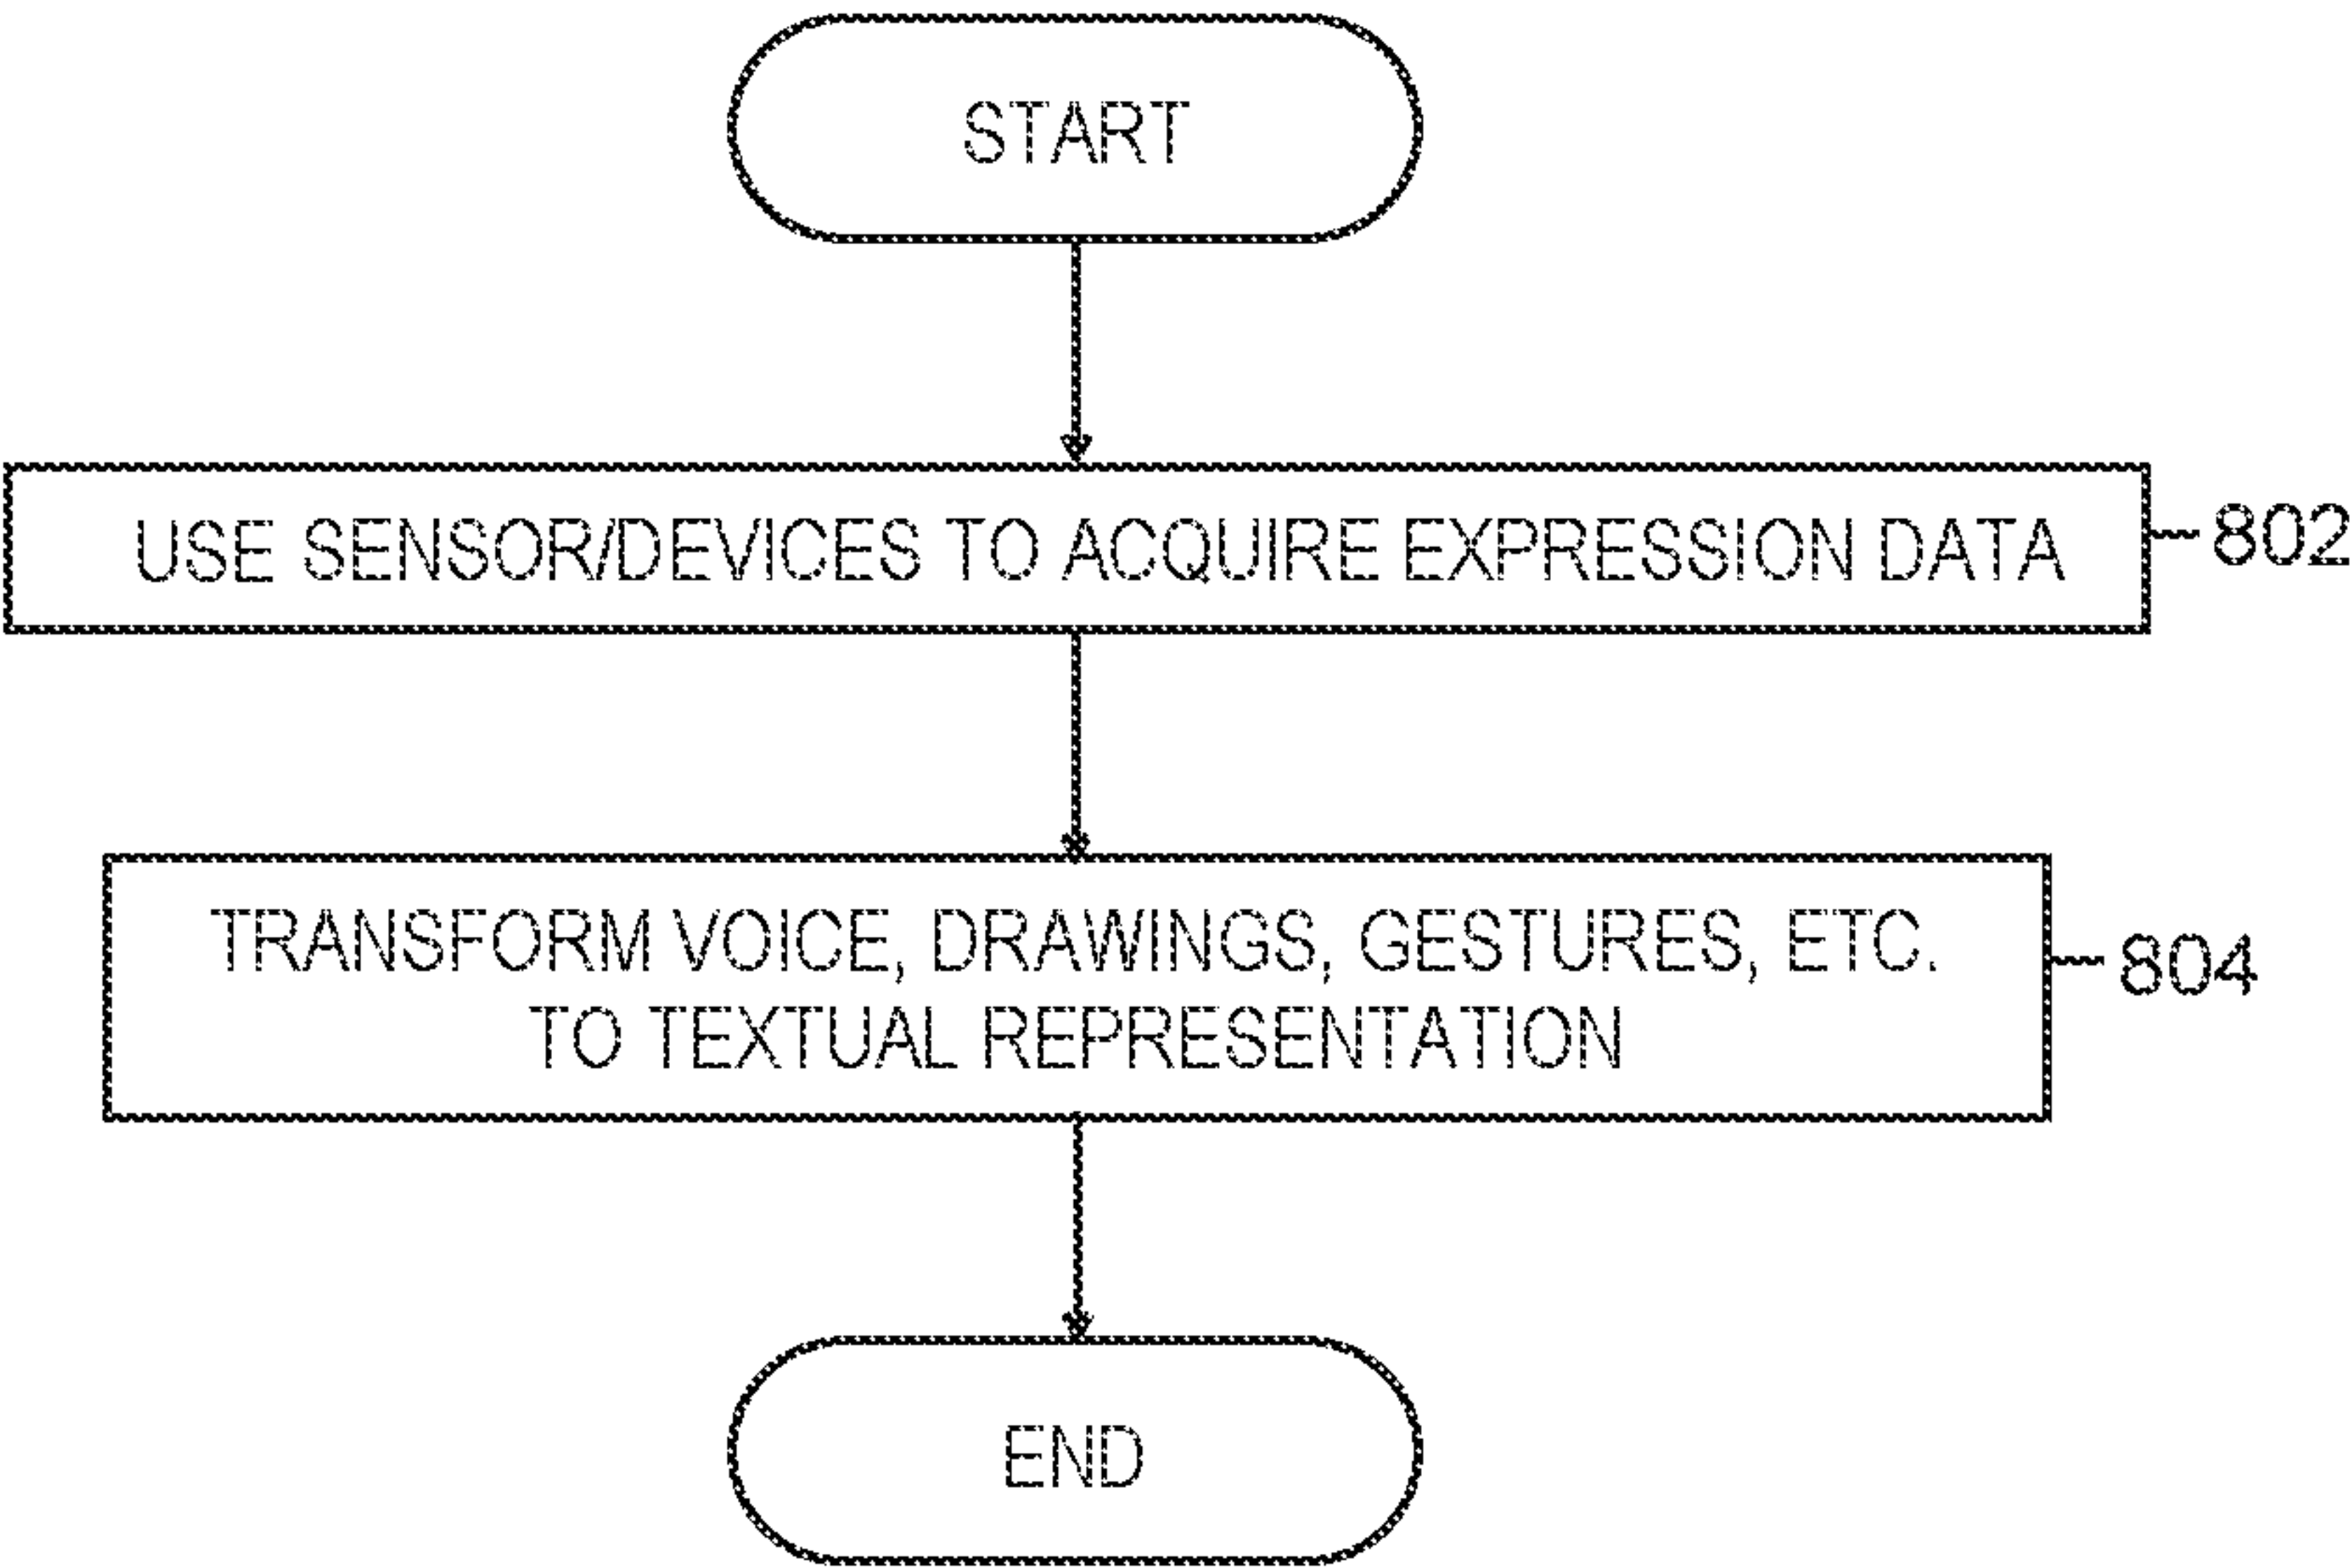 START
USE SENSOR/DEVICES TO ACQUIRE EXPRESSION DATA
802
TRANSFORM VOICE, DRAWINGS, GESTURES, ETC.
TO TEXTUAL REPRESENTATION
804
END